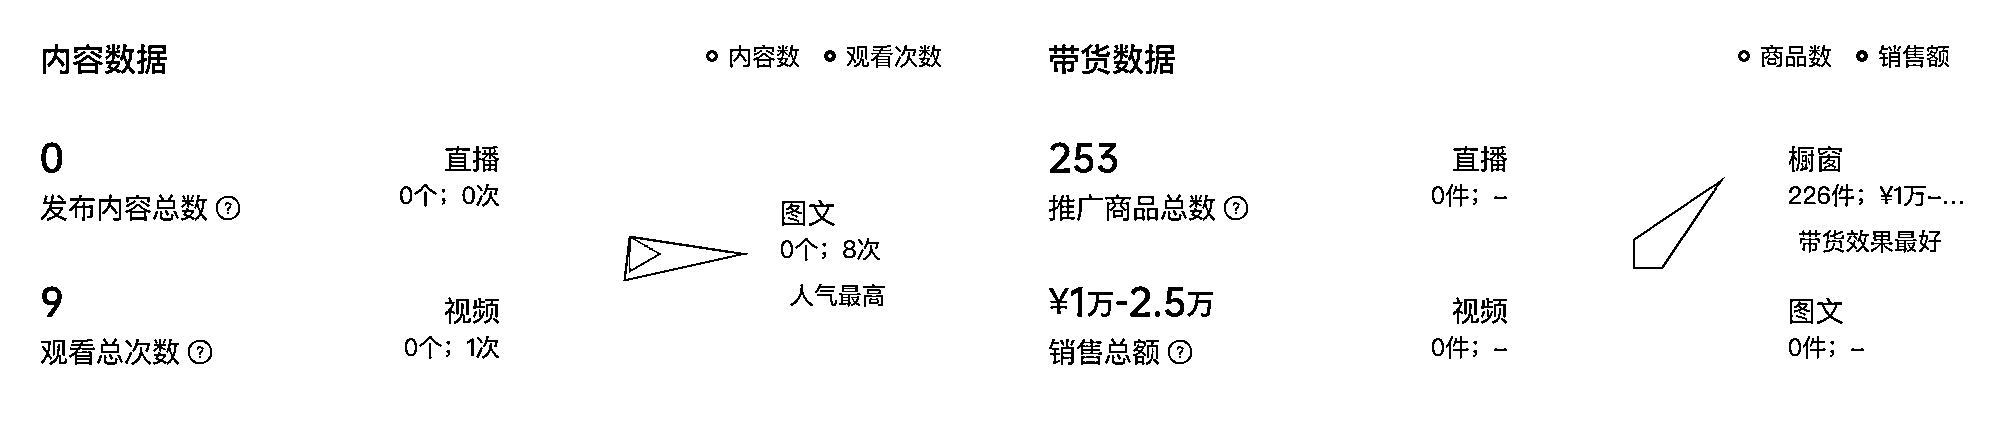 内容数据
内容数 观看次数
0
发布内容总数
9
观看总次数
直播
0个；0次
视频
0个；1次
图文
0个；8次
人气最高
带货数据
商品数 销售额
253
推广商品总数
¥1万-2.5万
销售总额
直播
0件；–
视频
0件；–
橱窗
226件；¥1万–...
带货效果最好
图文
0件；–